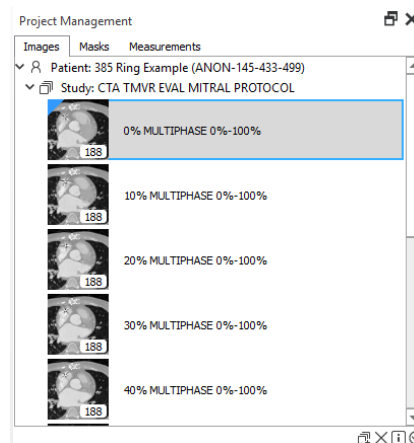 Project Management
Images Masks Measurements
Patient: 385 Ring Example (ANON-145-433-499)
Study: CTA TMVR EVAL MITRAL PROTOCOL
0% MULTIPHASE 0%-100%
188
10% MULTIPHASE 0%-100%
188
20% MULTIPHASE 0%-100%
188
30% MULTIPHASE 0%-100%
188
40% MULTIPHASE 0%-100%
188